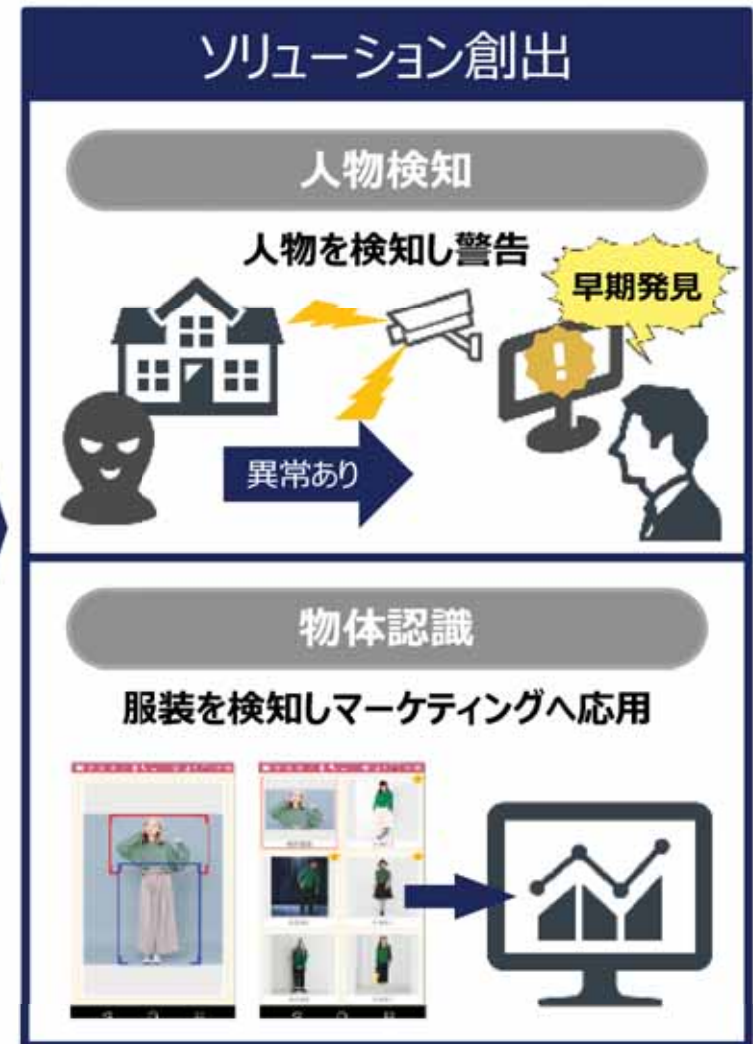 ソリューション創出
人物検知
人物を検知し警告
早期発見
異常あり
物体認識
服装を検知しマーケティングへ応用